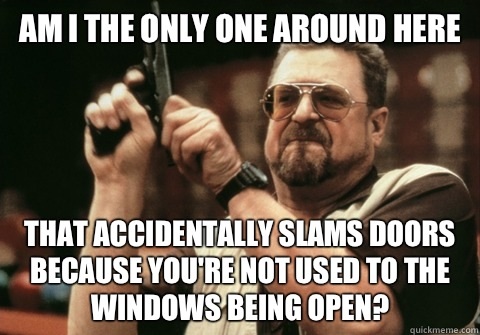 AM I THE ONLY ONE AROUND HERE
THAT ACCIDENTALLY SLAMS DOORS
BECAUSE YOU'RE NOT USED TO THE
WINDOWS BEING OPEN?
quickmeme.com